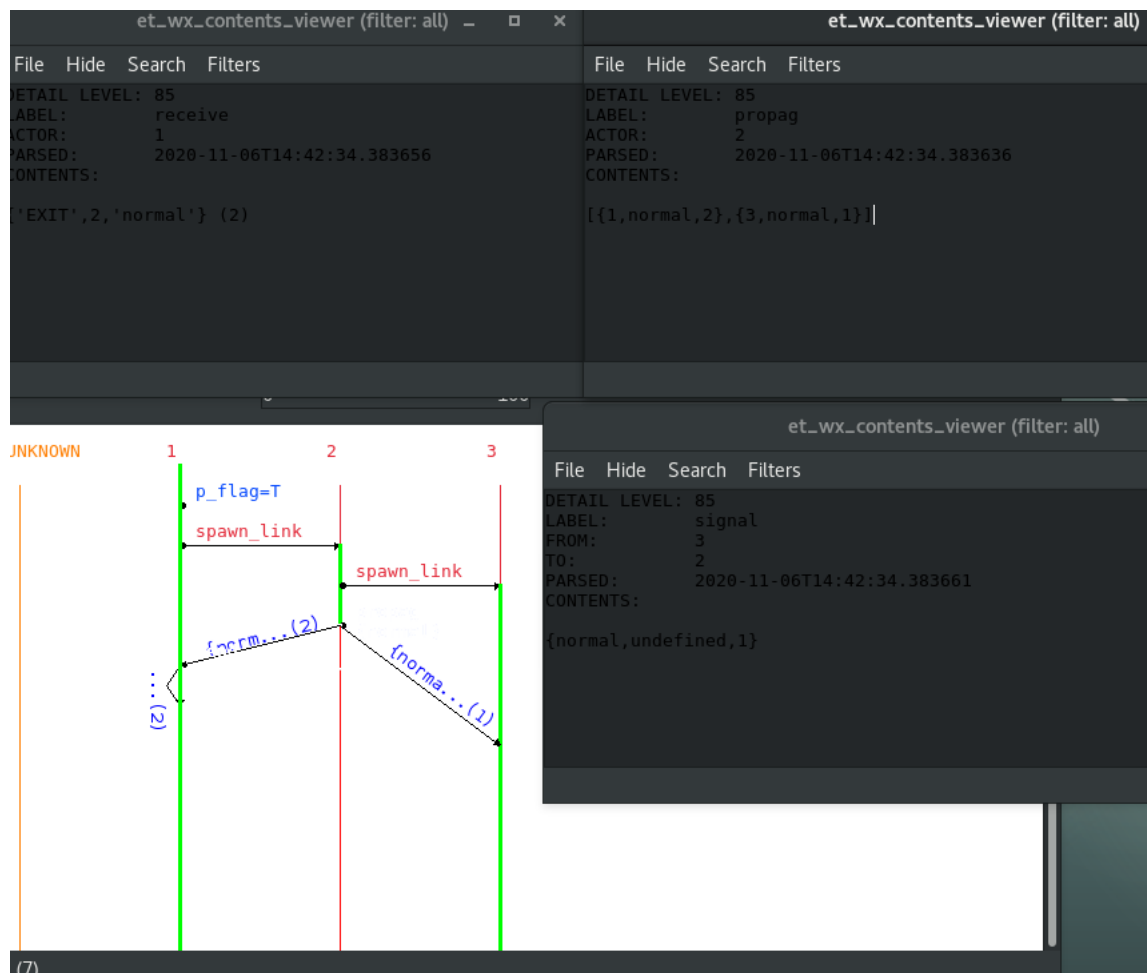 et_wx_contents_viewer (filter: all)
File Hide Search Filters
DETAIL LEVEL: 85
LABEL: receive
ACTOR: 1
PARSED: 2020-11-06T14:42:34.383656
CONTENTS:
{'EXIT',2,'normal'} (2)
et_wx_contents_viewer (filter: all)
File Hide Search Filters
DETAIL LEVEL: 85
LABEL: propag
ACTOR: 2
PARSED: 2020-11-06T14:42:34.383636
CONTENTS:
[{1,normal,2},{3,normal,1}]
et_wx_contents_viewer (filter: all)
File Hide Search Filters
DETAIL LEVEL: 85
LABEL: signal
FROM: 3
TO: 2
PARSED: 2020-11-06T14:42:34.383661
CONTENTS:
{normal,undefined,1}
UNKNOWN 1 2 3
p_flag=T
spawn_link
spawn_link
{norm...(2)
{norma...(1)
...(2)
(7)